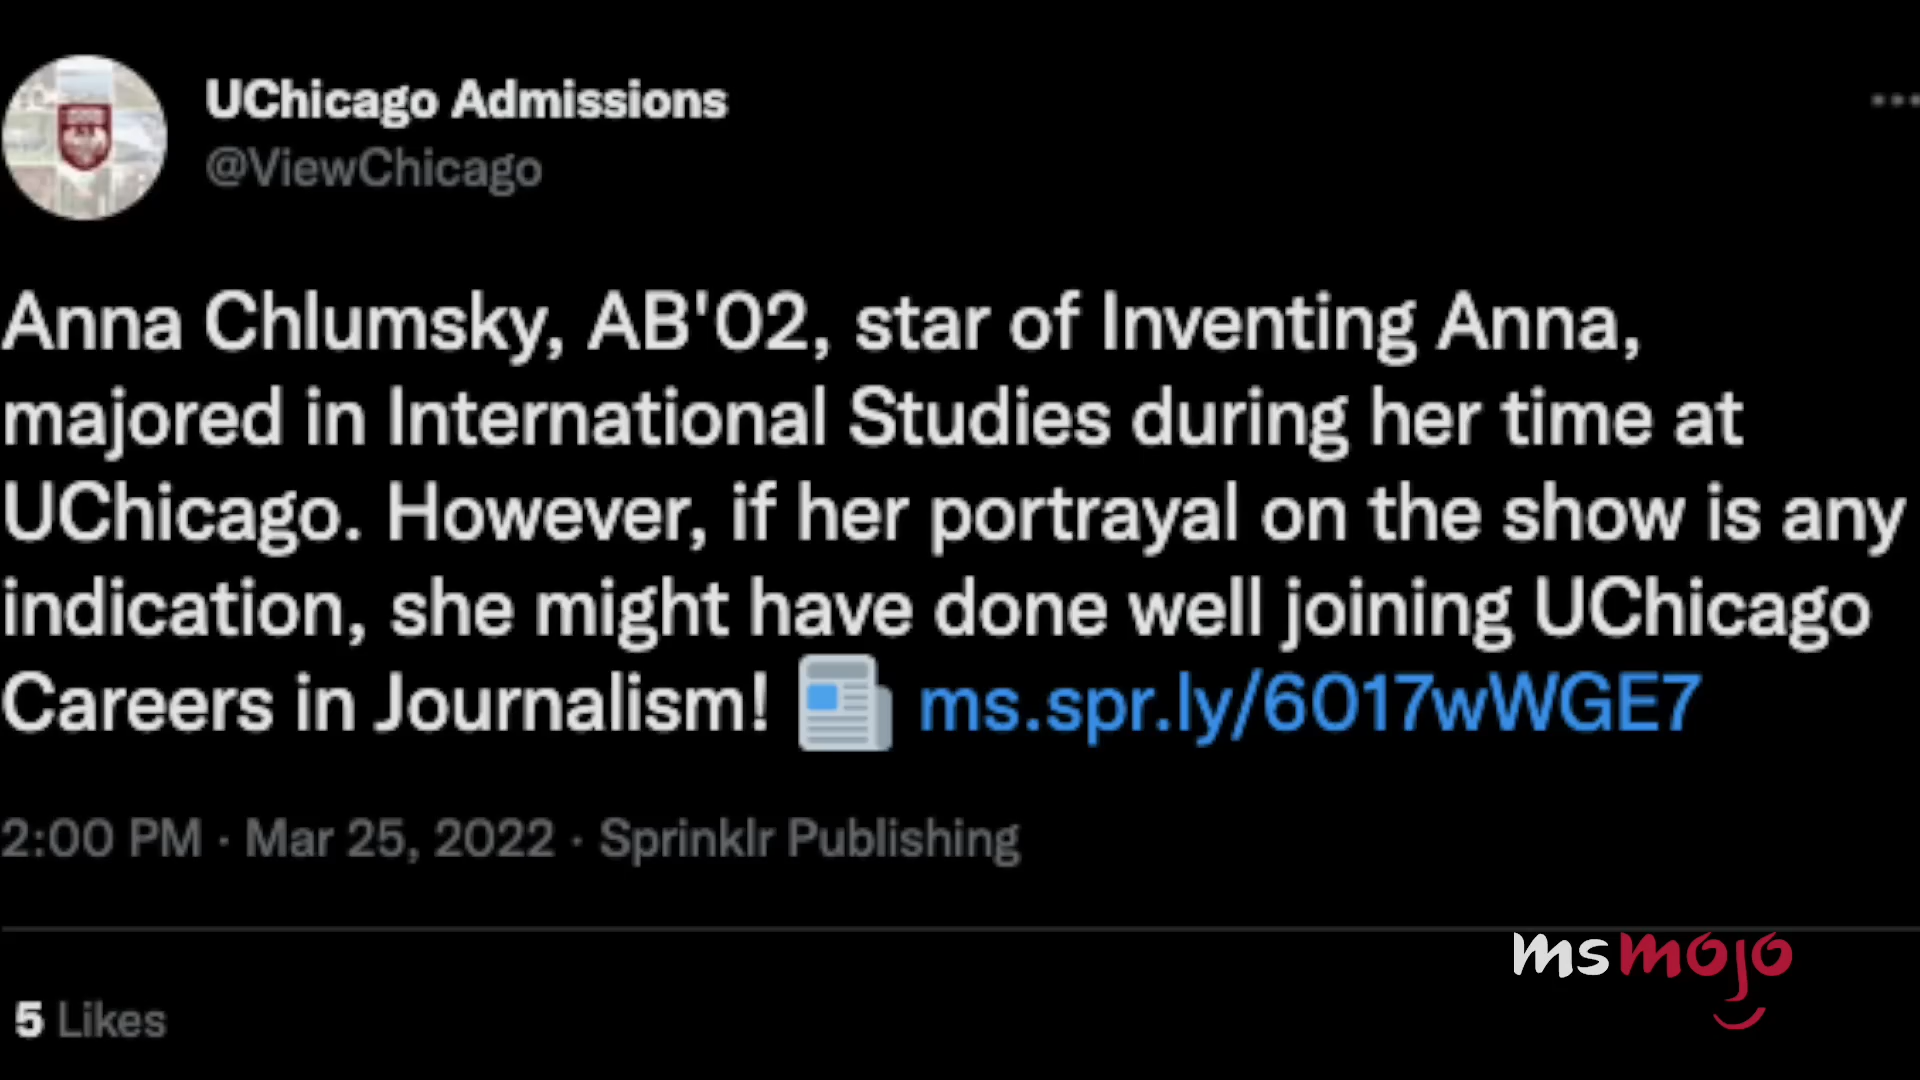 UChicago Admissions
@ViewChicago
Anna Chlumsky, AB'02, star of Inventing Anna,
majored in International Studies during her time at
UChicago. However, if her portrayal on the show is any
indication, she might have done well joining UChicago
Careers in Journalism! 📰 ms.spr.ly/6017wWGE7
2:00 PM · Mar 25, 2022 · Sprinklr Publishing
msmojo
5 Likes